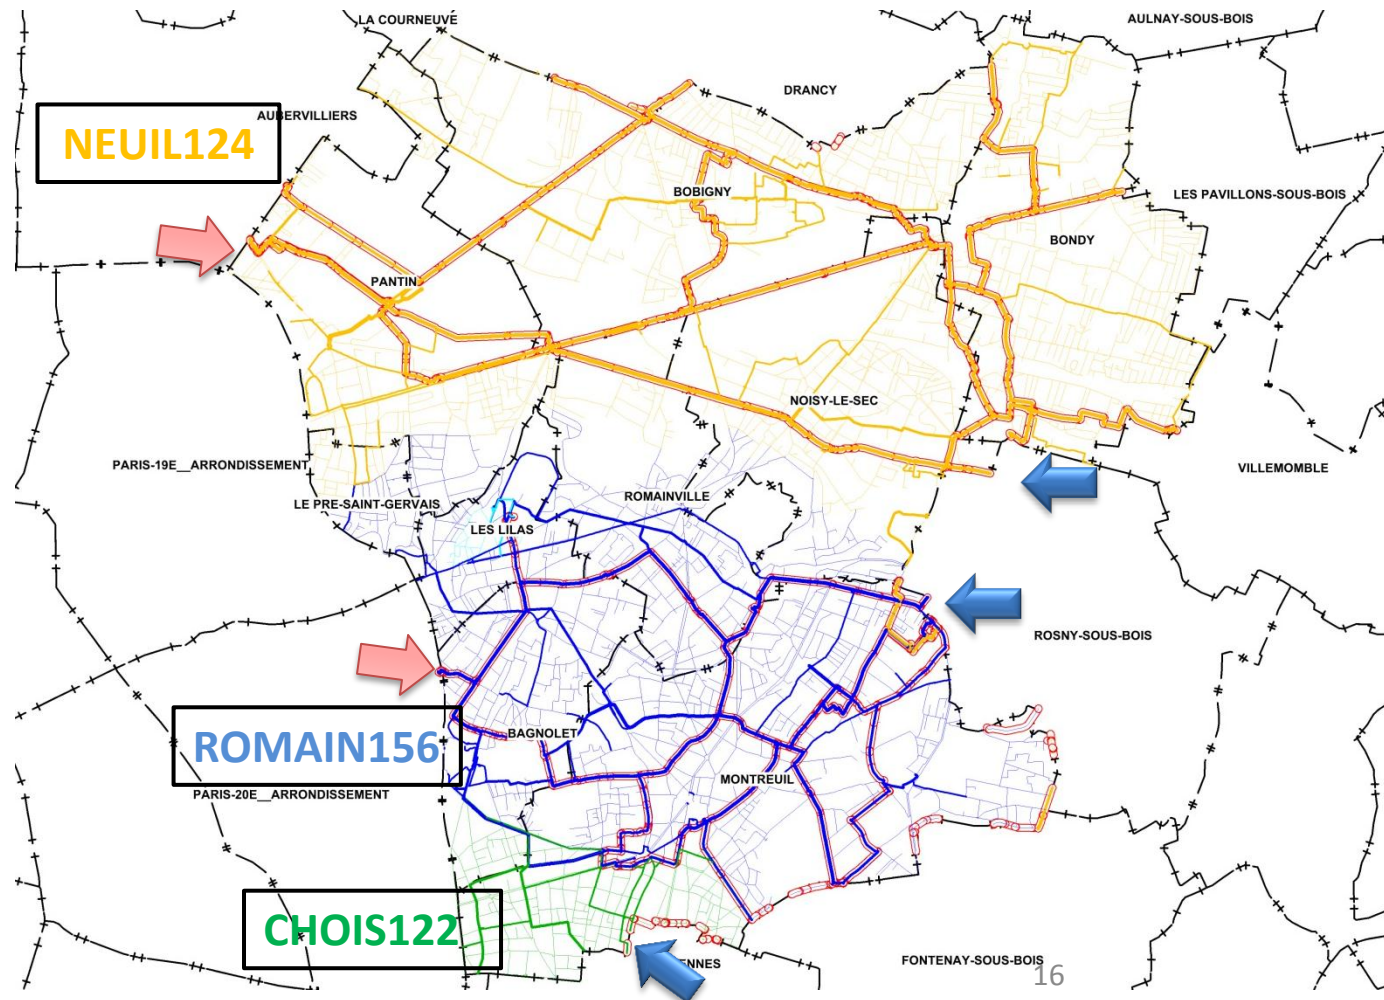 LA COURNEUVE
AULNAY-SOUS-BOIS
DRANCY
AUBERVILLIERS
NEUIL124
BOBIGNY
LES PAVILLONS-SOUS-BOIS
BONDY
PANTIN
NOISY-LE-SEC
PARIS-19E__ARRONDISSEMENT
VILLEMOMBLE
ROMAINVILLE
LE PRE-SAINT-GERVAIS
LES LILAS
ROSNY-SOUS-BOIS
ROMAIN156
BAGNOLET
MONTREUIL
PARIS-20E__ARRONDISSEMENT
CHOIS122
ENNES
FONTENAY-SOUS-BOIS
16